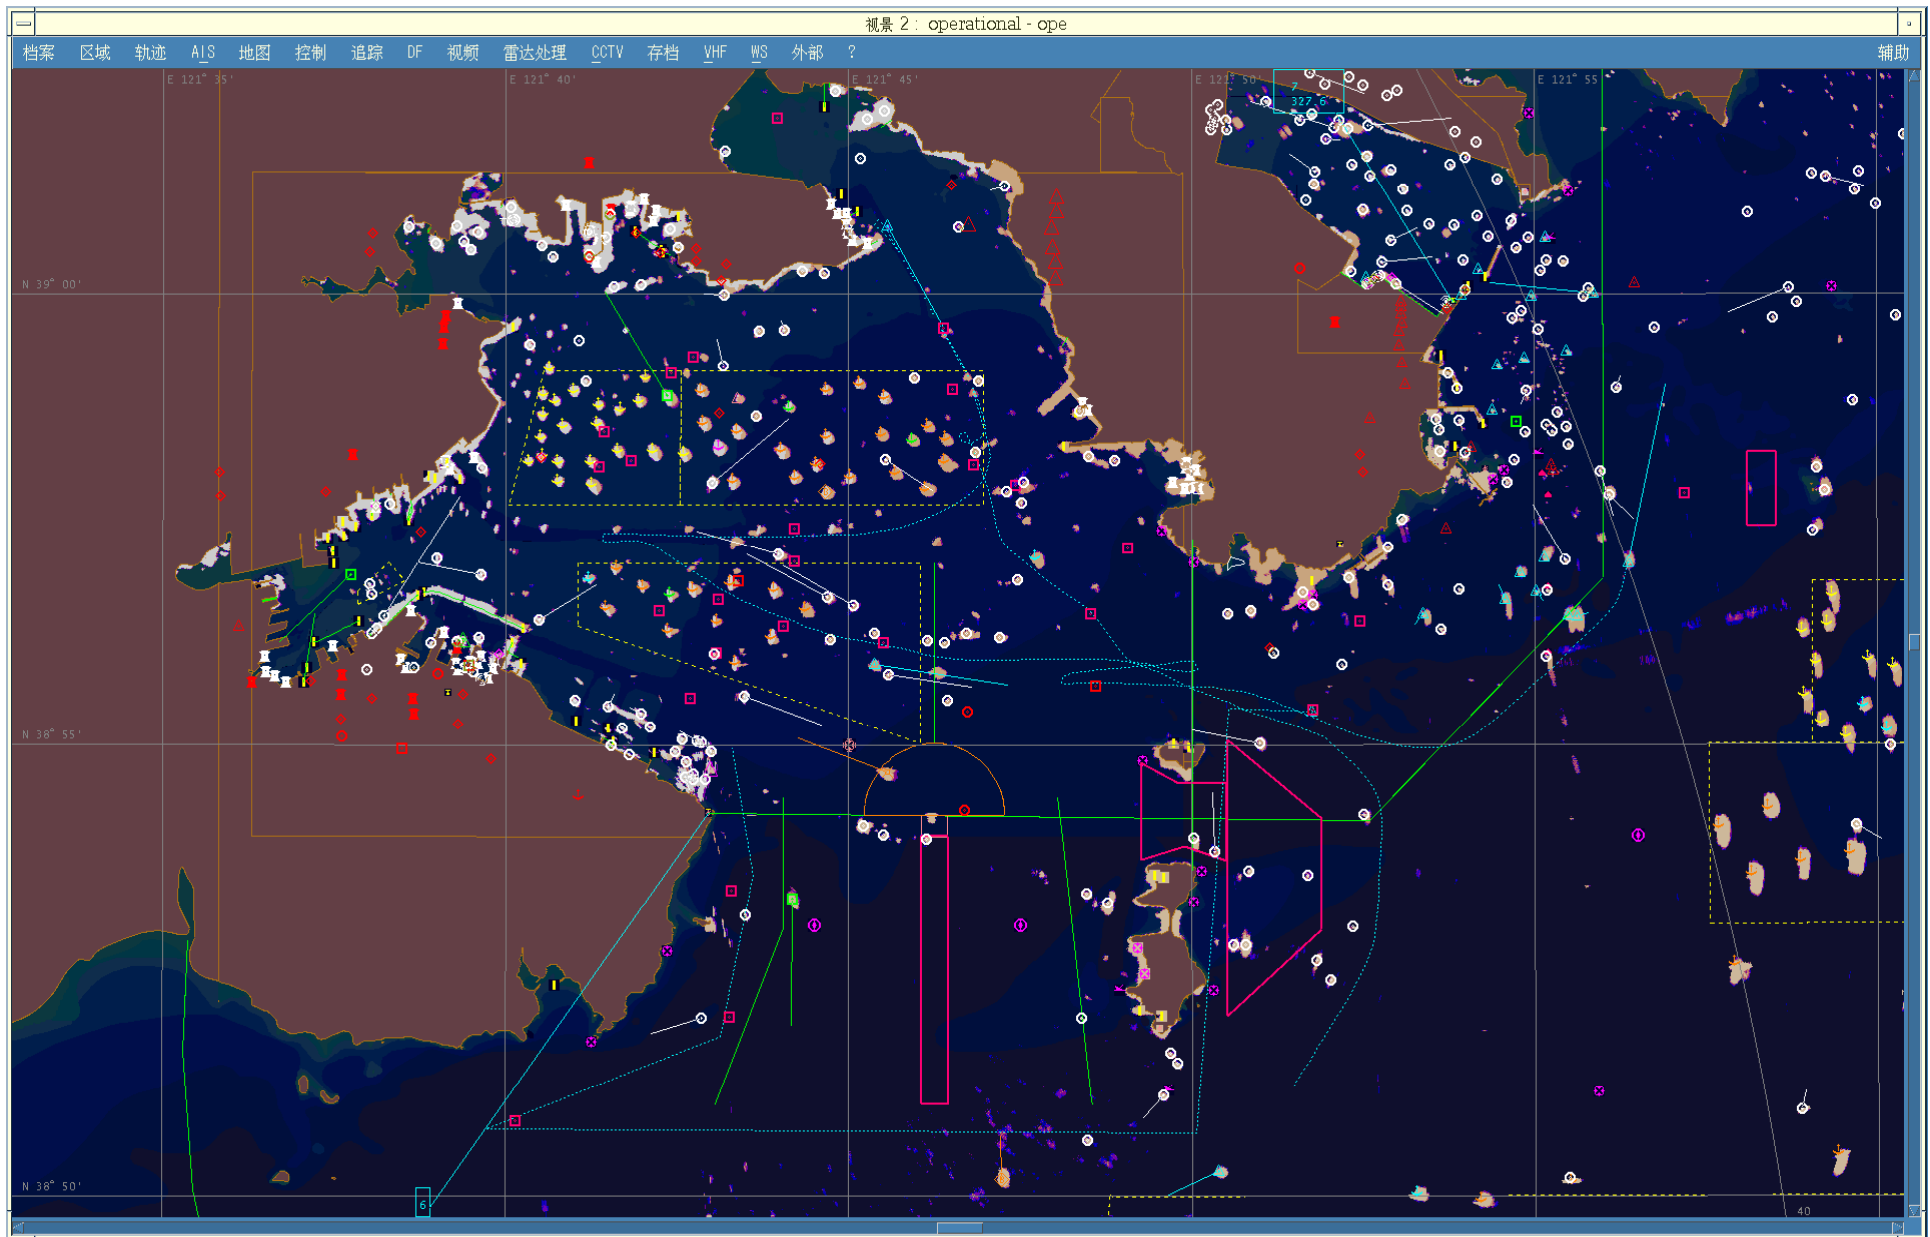 视景 2 : operational - ope
档案 区域 轨迹 AIS 地图 控制 追踪 DF 视频 雷达处理 CCTV 存档 VHF WS 外部 ? 辅助
E 121° 35' E 121° 40' E 121° 45' E 121° 50' E 121° 55'
7
327.6
N 39° 00'
N 38° 55'
N 38° 50'
6
40